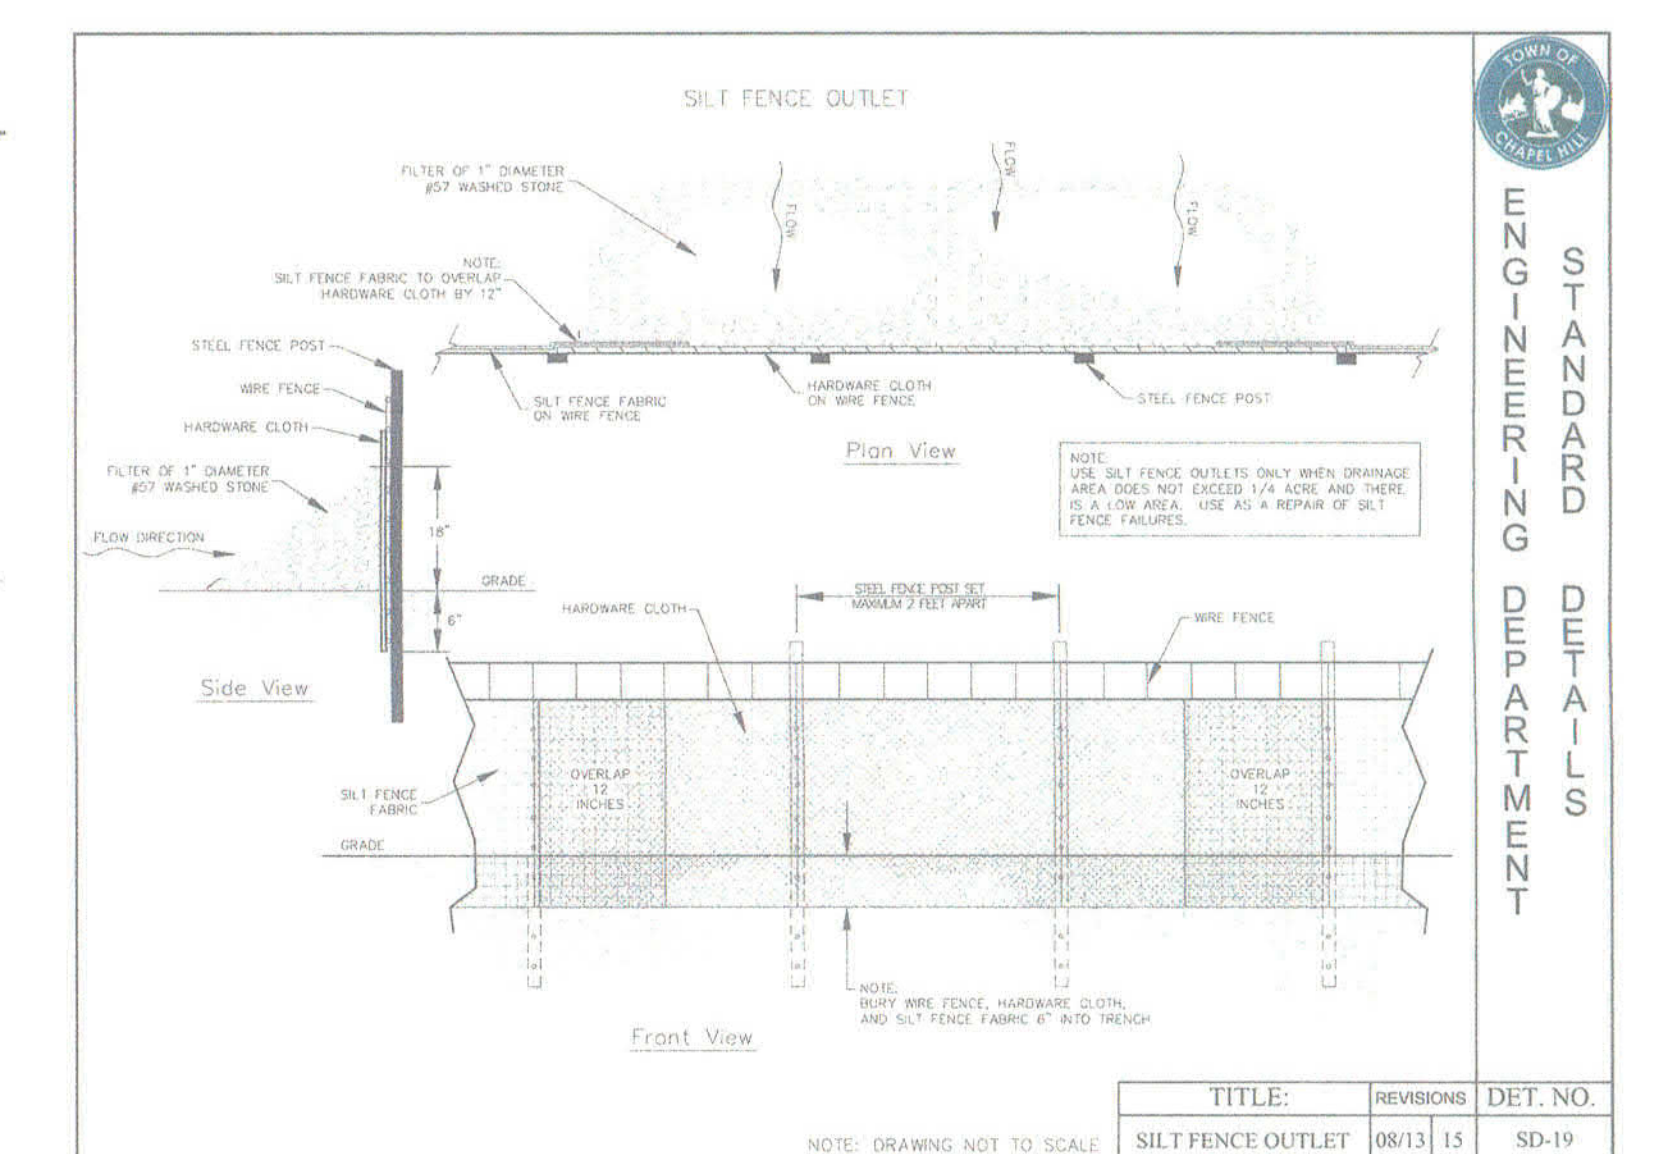 SILT FENCE OUTLET
TOWN OF
CHAPEL HILL
ENGINEERING DEPARTMENT
STANDARD DETAILS
FILTER OF 1" DIAMETER
#57 WASHED STONE
FLOW
FLOW
FLOW
NOTE:
SILT FENCE FABRIC TO OVERLAP
HARDWARE CLOTH BY 12"
STEEL FENCE POST
WIRE FENCE
HARDWARE CLOTH
FILTER OF 1" DIAMETER
#57 WASHED STONE
FLOW DIRECTION
18"
GRADE
6"
Side View
SILT FENCE FABRIC
ON WIRE FENCE
HARDWARE CLOTH
ON WIRE FENCE
STEEL FENCE POST
Plan View
NOTE:
USE SILT FENCE OUTLETS ONLY WHEN DRAINAGE
AREA DOES NOT EXCEED 1/4 ACRE AND THERE
IS A LOW AREA. USE AS A REPAIR OF SILT
FENCE FAILURES.
HARDWARE CLOTH
STEEL FENCE POST SET
MAXIMUM 2 FEET APART
WIRE FENCE
SILT FENCE
FABRIC
OVERLAP
12
INCHES
OVERLAP
12
INCHES
GRADE
NOTE:
BURY WIRE FENCE, HARDWARE CLOTH,
AND SILT FENCE FABRIC 6" INTO TRENCH
Front View
NOTE: DRAWING NOT TO SCALE
TITLE: REVISIONS DET. NO.
SILT FENCE OUTLET 08/13 15 SD-19